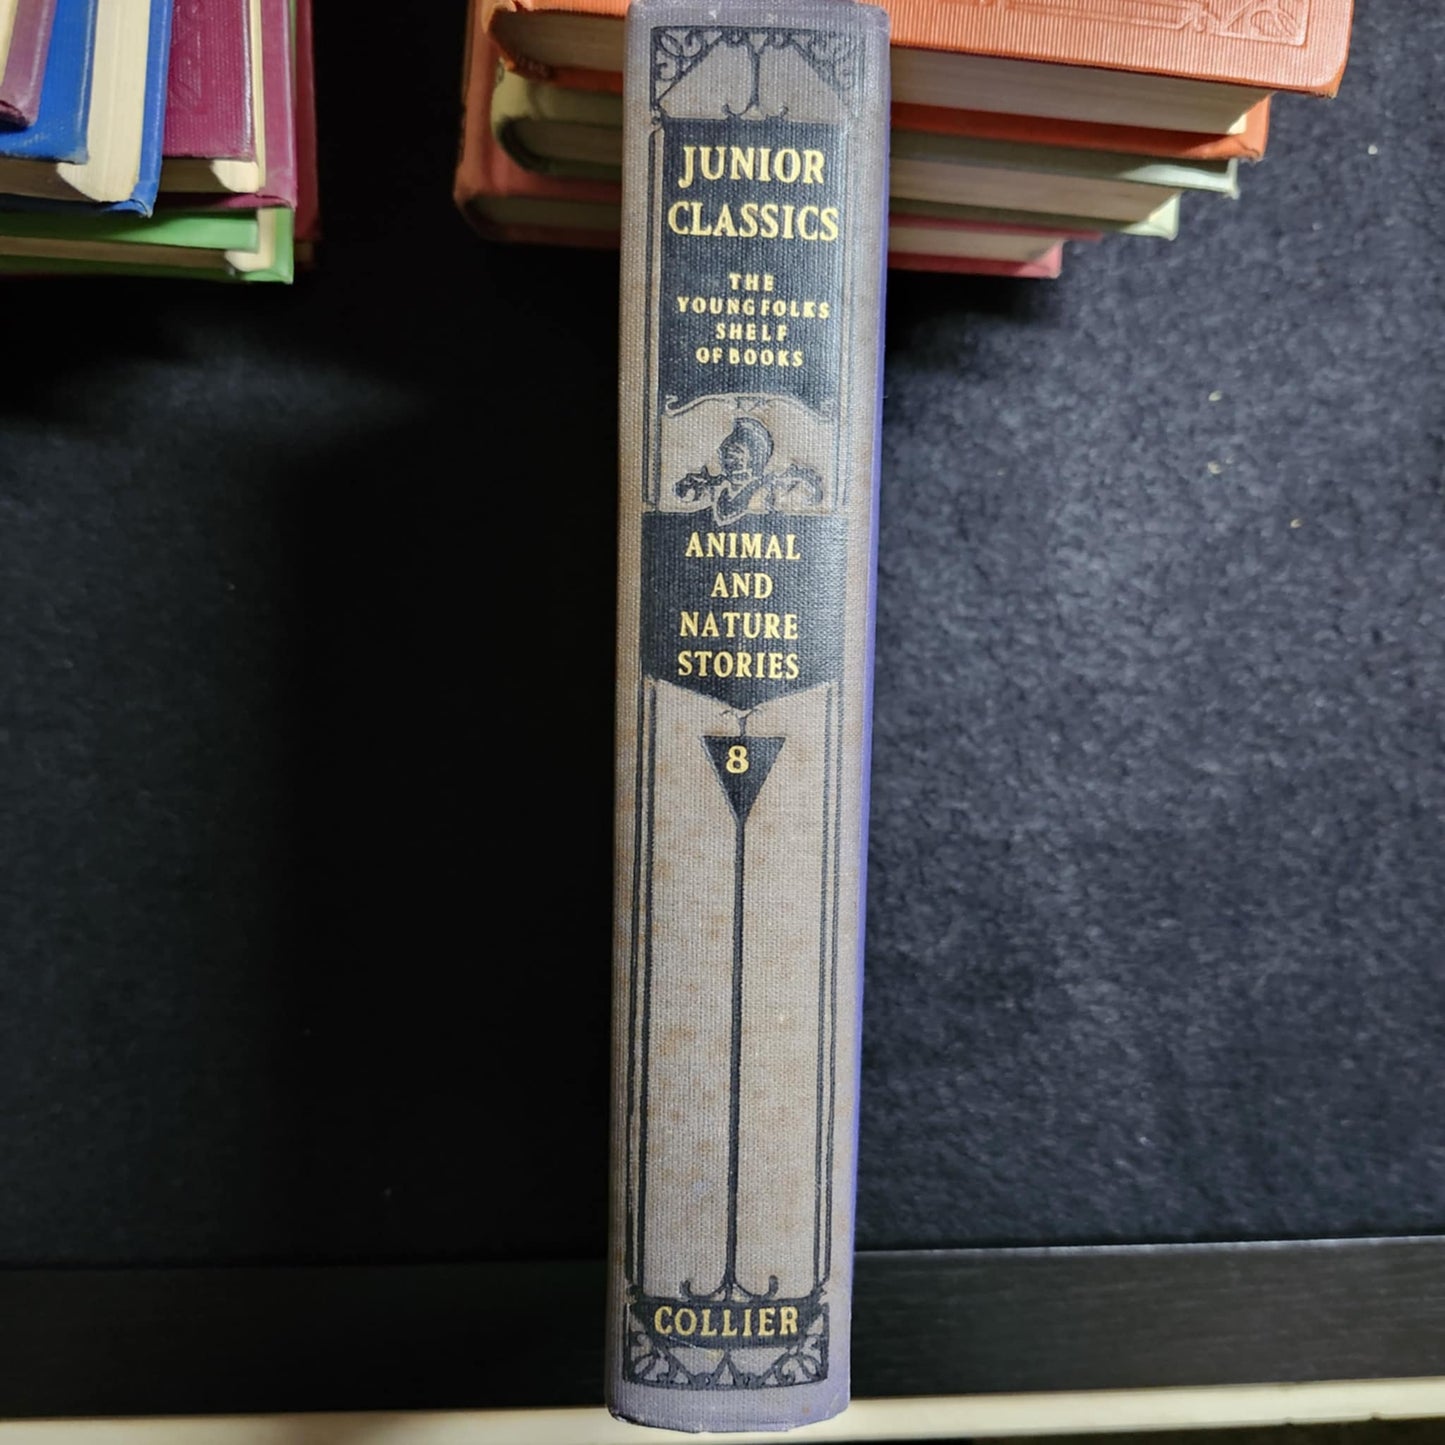 JUNIOR
CLASSICS
THE
YOUNG FOLKS
SHELF
OF BOOKS
ANIMAL
AND
NATURE
STORIES
8
COLLIER